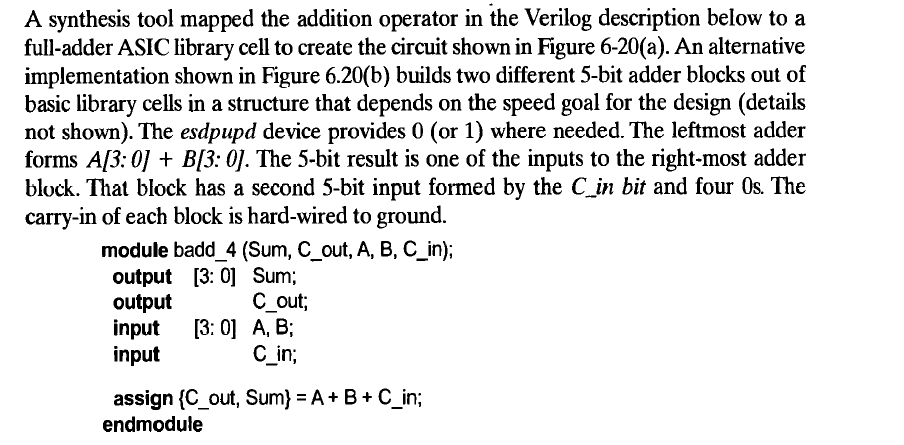 A synthesis tool mapped the addition operator in the Verilog description below to a
full-adder ASIC library cell to create the circuit shown in Figure 6-20(a). An alternative
implementation shown in Figure 6.20(b) builds two different 5-bit adder blocks out of
basic library cells in a structure that depends on the speed goal for the design (details
not shown). The esdpupd device provides 0 (or 1) where needed. The leftmost adder
forms A[3: 0] + B[3: 0]. The 5-bit result is one of the inputs to the right-most adder
block. That block has a second 5-bit input formed by the C_in bit and four 0s. The
carry-in of each block is hard-wired to ground.
module badd_4 (Sum, C_out, A, B, C_in);
output [3: 0] Sum;
output C_out;
input [3: 0] A, B;
input C_in;
assign {C_out, Sum} = A + B + C_in;
endmodule